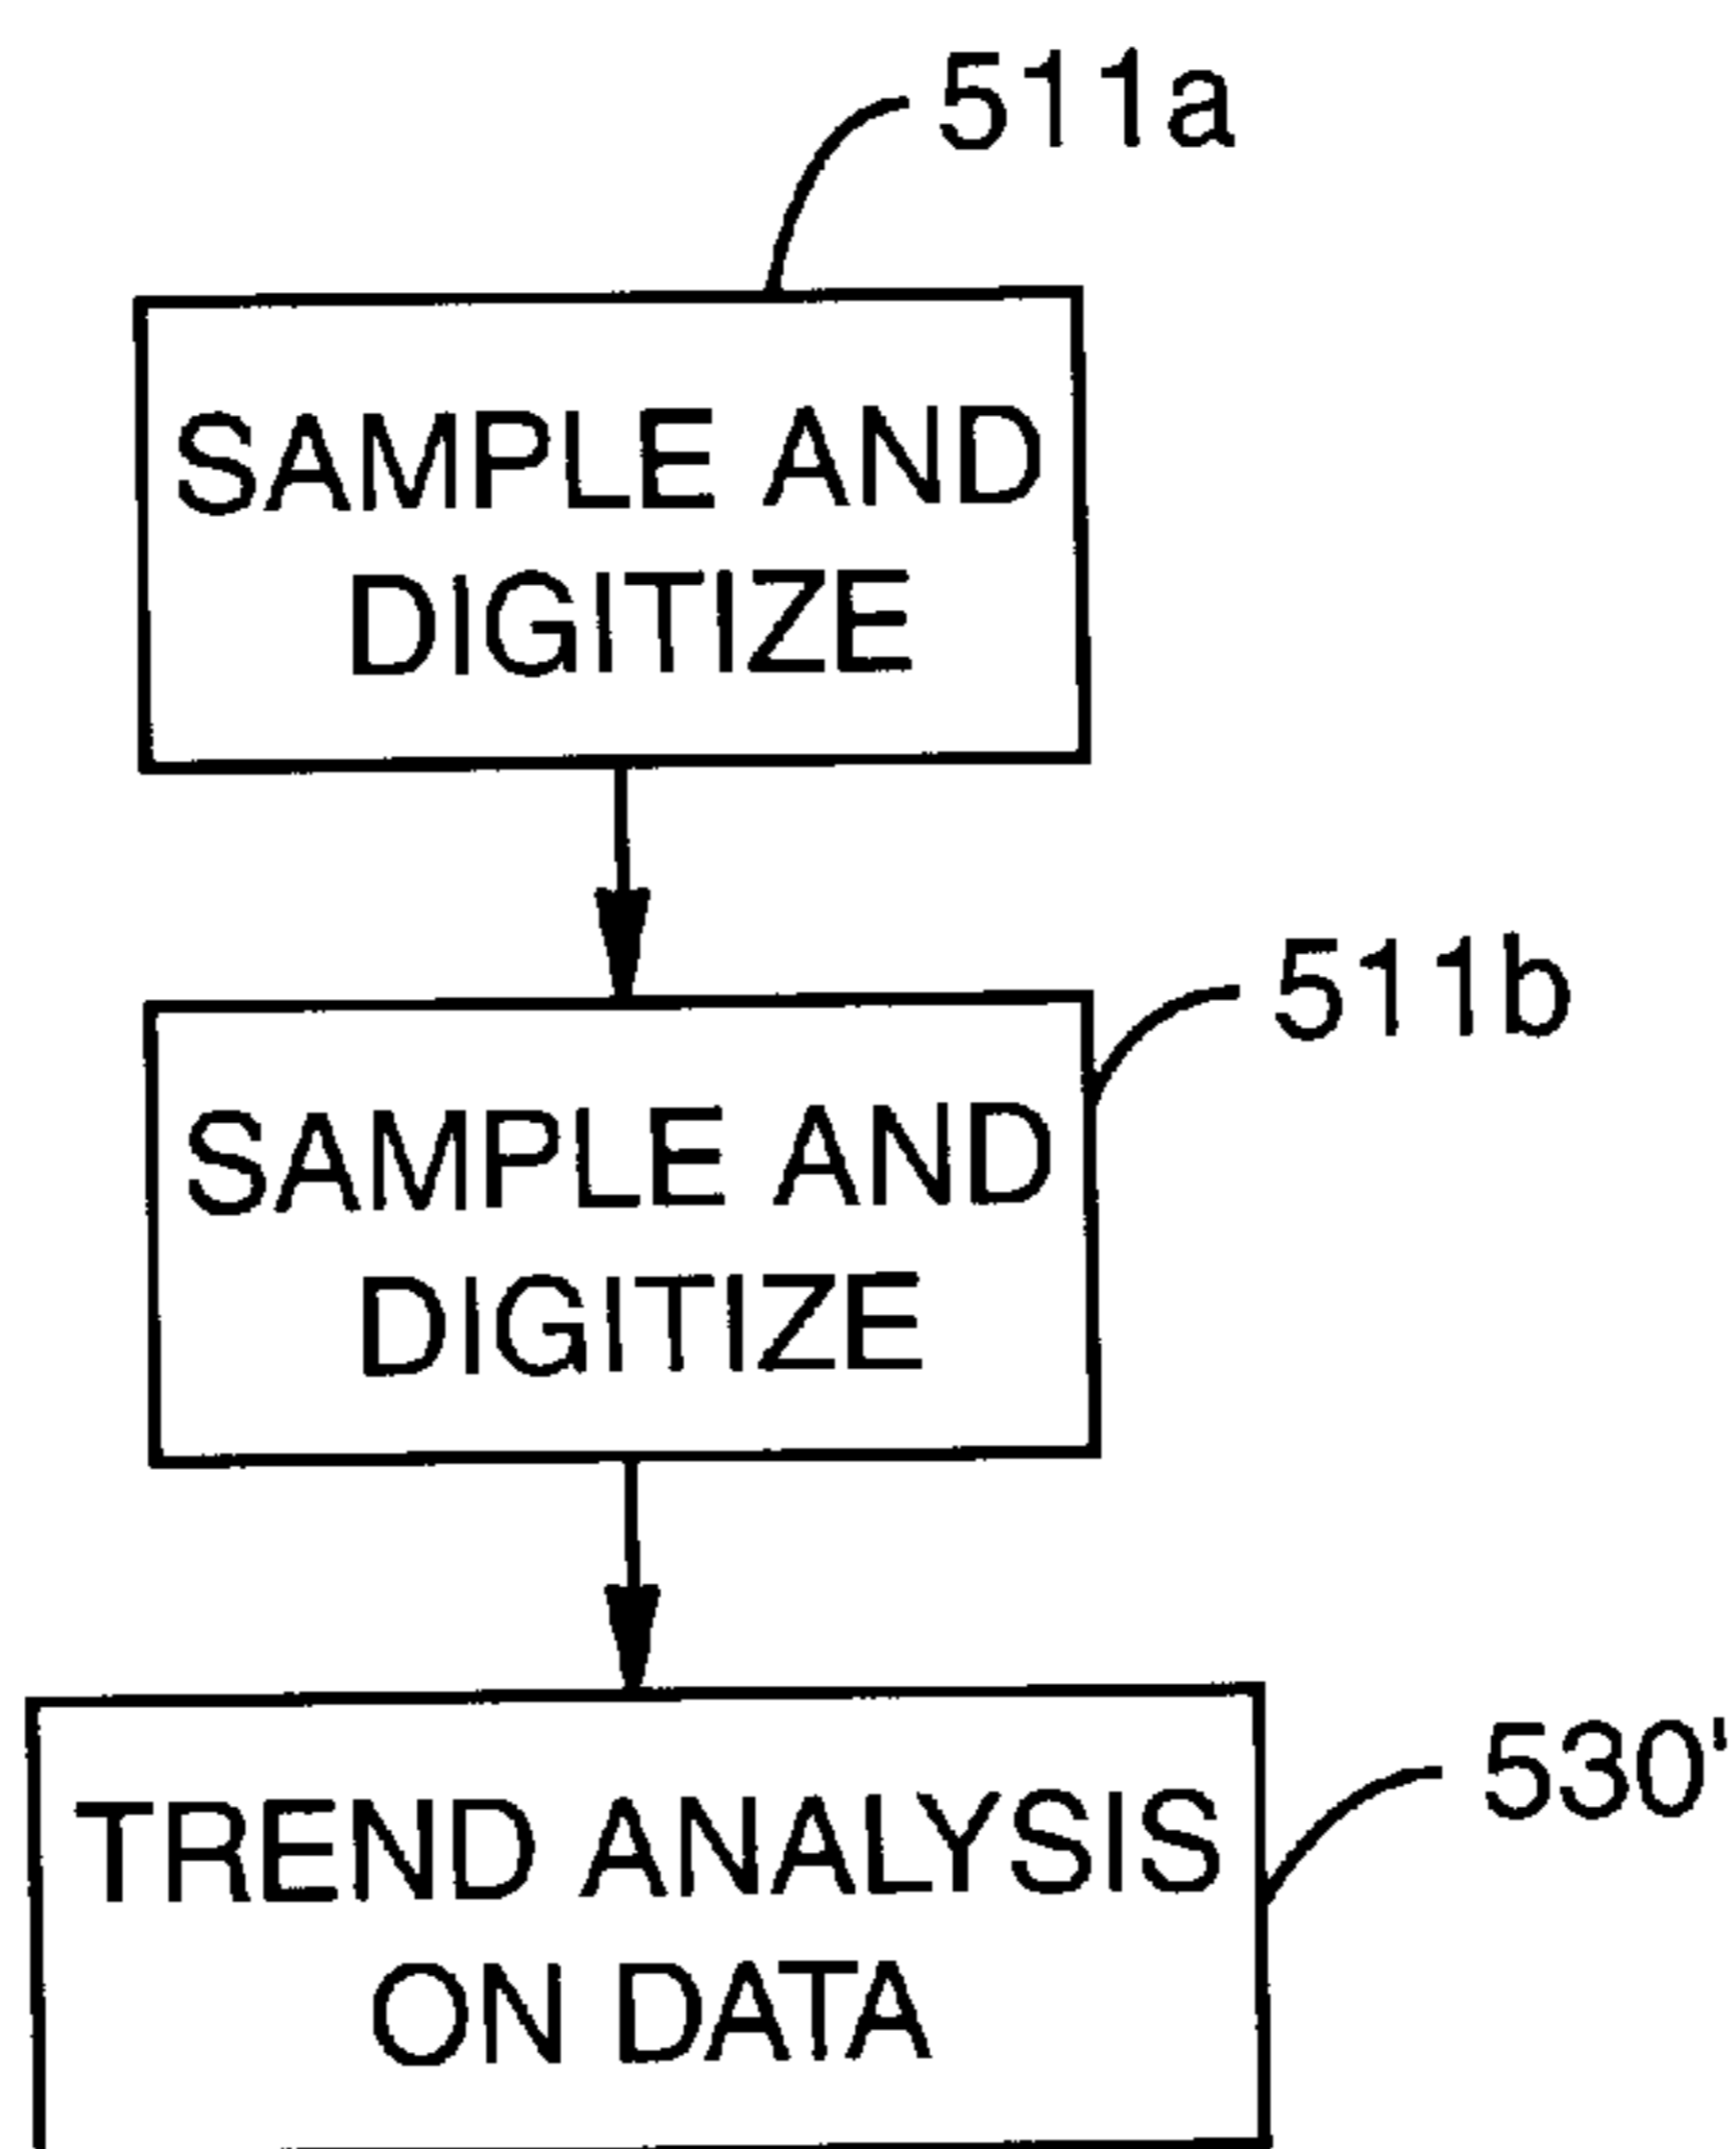 511a
SAMPLE AND
DIGITIZE
511b
SAMPLE AND
DIGITIZE
530'
TREND ANALYSIS
ON DATA